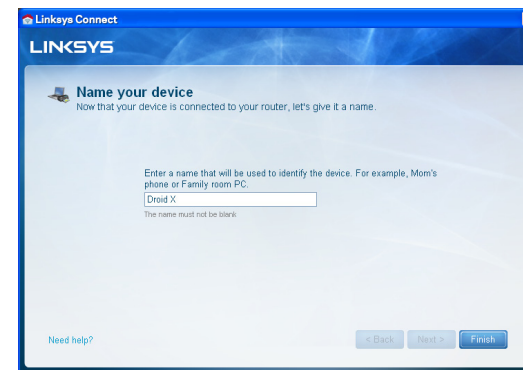 Linksys Connect
LINKSYS
Name your device
Now that your device is connected to your router, let's give it a name.
Enter a name that will be used to identify the device. For example, Mom's
phone or Family room PC.
Droid X
The name must not be blank
Need help?
< Back
Next >
Finish